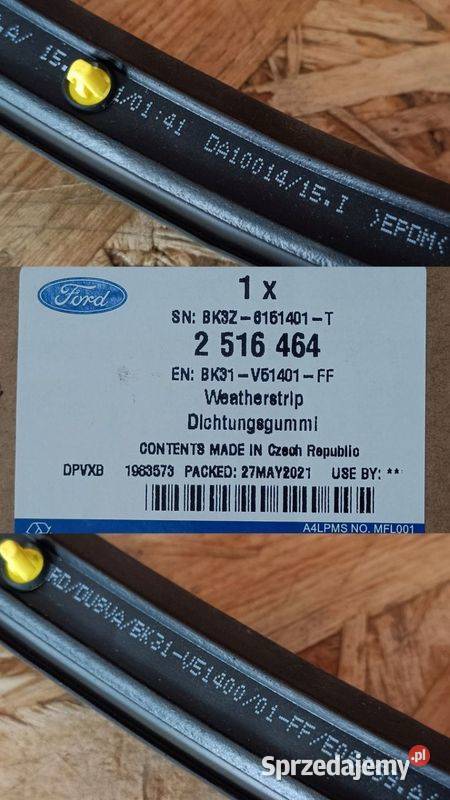 .A/ 15.
/01:41 DA10014/15.I >EPDM<
Ford
1 x
SN: BK3Z-6151401-T
2 516 464
EN: BK31-V51401-FF
Weatherstrip
Dichtungsgummi
CONTENTS MADE IN Czech Republic
DPVXB 1983573 PACKED: 27MAY2021 USE BY: **
A4LPMS NO. MFL001
RD/DU6VA/BK31-V51400/01-FF/E
.A/
Sprzedajemy.pl